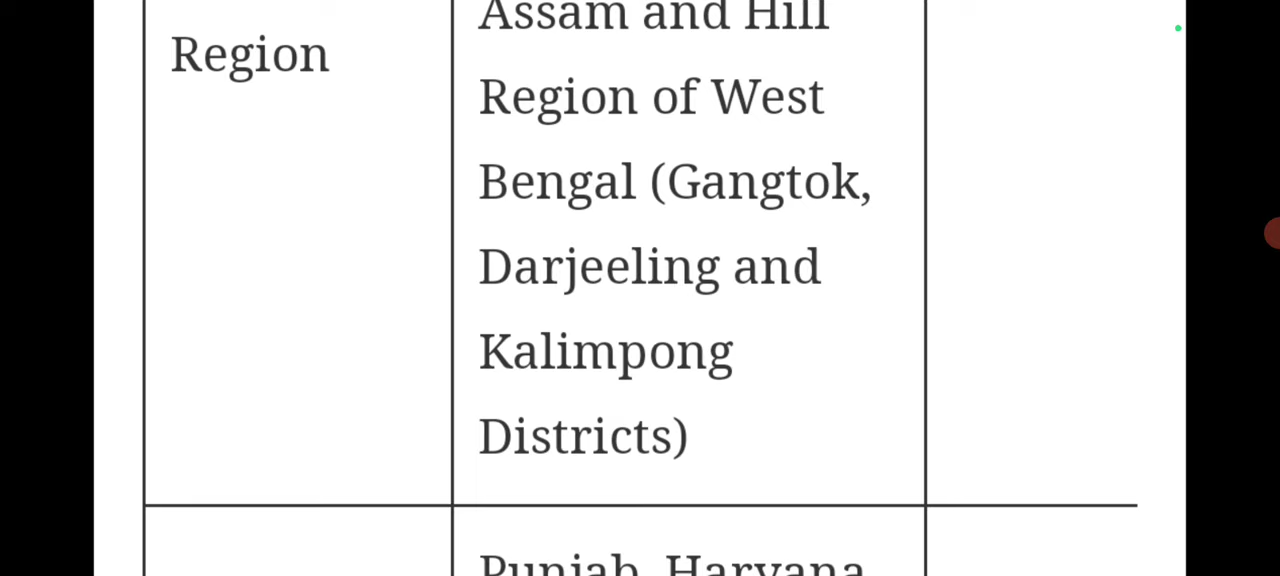 Region
Assam and Hill
Region of West
Bengal (Gangtok,
Darjeeling and
Kalimpong
Districts)
Punjab, Haryana